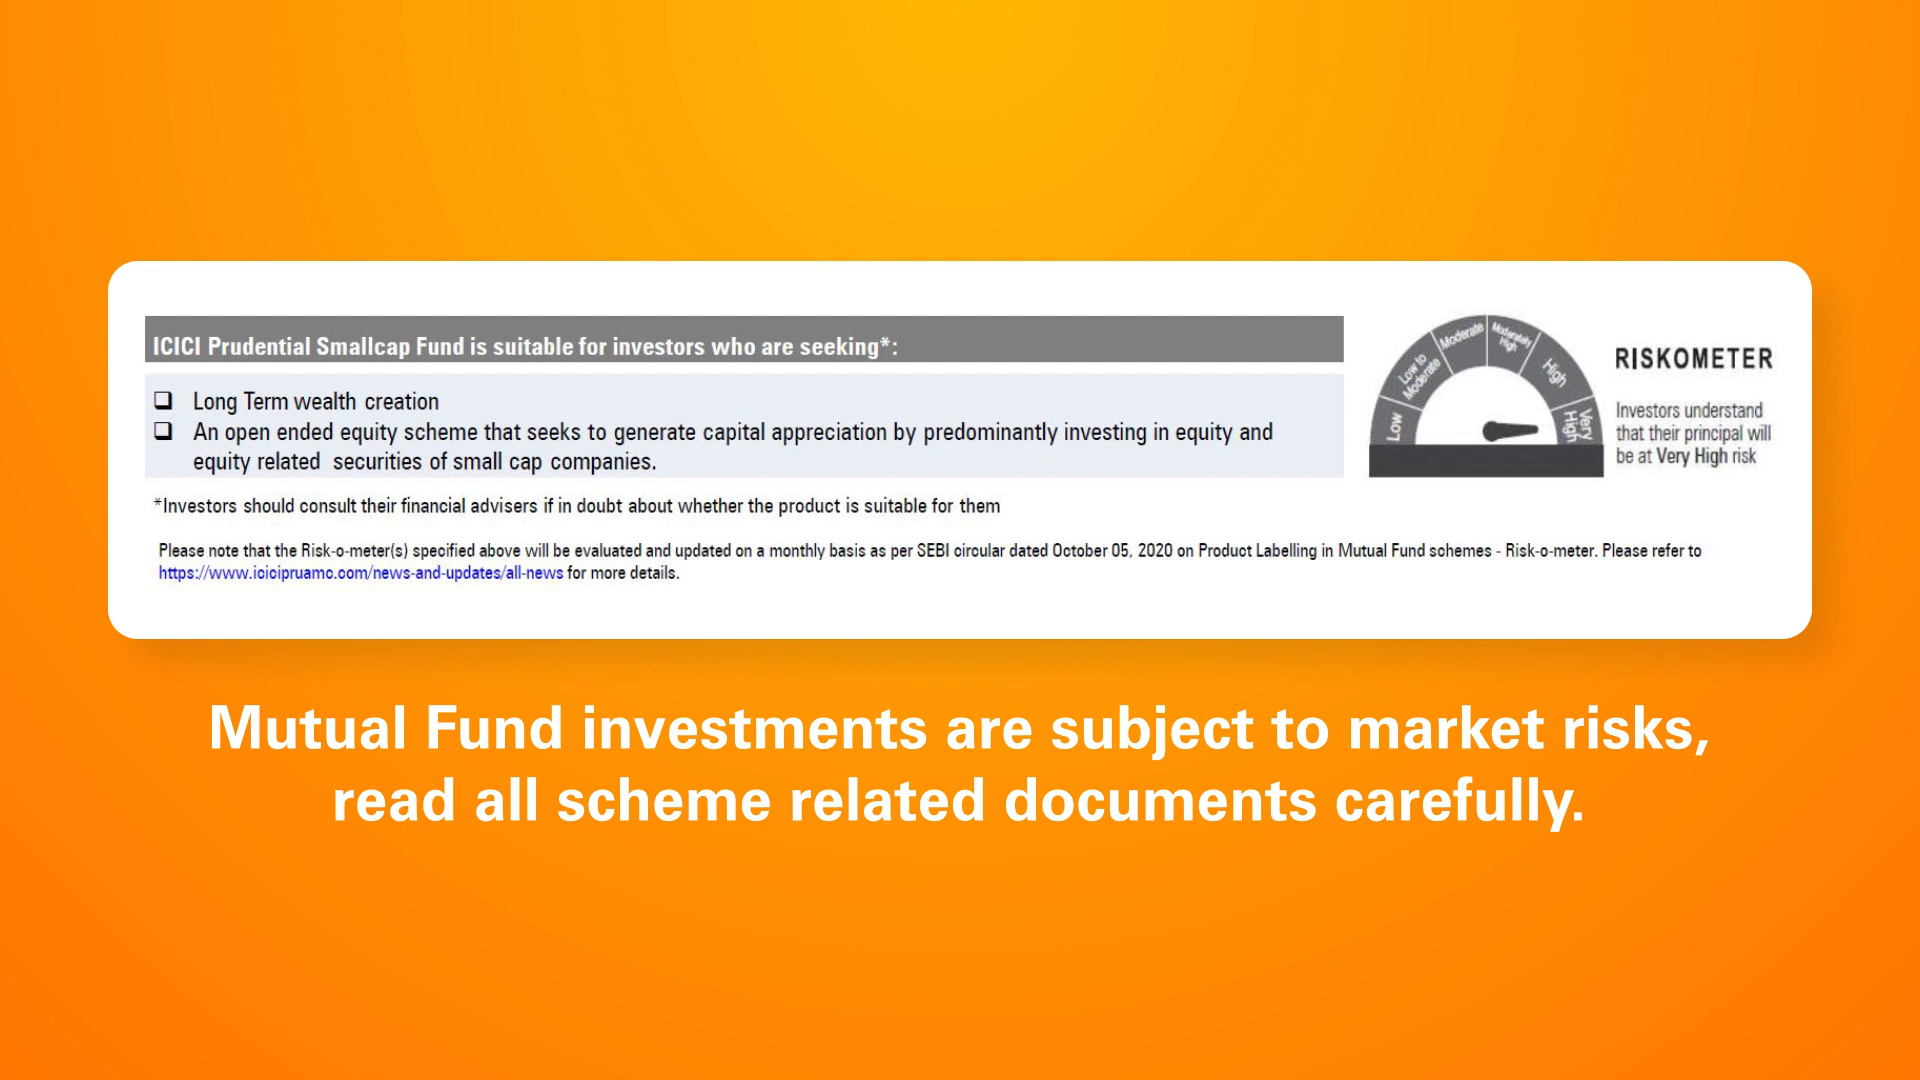 ICICI Prudential Smallcap Fund is suitable for investors who are seeking*:
Long Term wealth creation
An open ended equity scheme that seeks to generate capital appreciation by predominantly investing in equity and
equity related securities of small cap companies.
*Investors should consult their financial advisers if in doubt about whether the product is suitable for them
Please note that the Risk-o-meter(s) specified above will be evaluated and updated on a monthly basis as per SEBI circular dated October 05, 2020 on Product Labelling in Mutual Fund schemes - Risk-o-meter. Please refer to
https://www.icicipruamc.com/news-and-updates/all-news for more details.
Low
Low to
Moderate
Moderate
Moderately
High
High
Very
High
RISKOMETER
Investors understand
that their principal will
be at Very High risk
Mutual Fund investments are subject to market risks,
read all scheme related documents carefully.